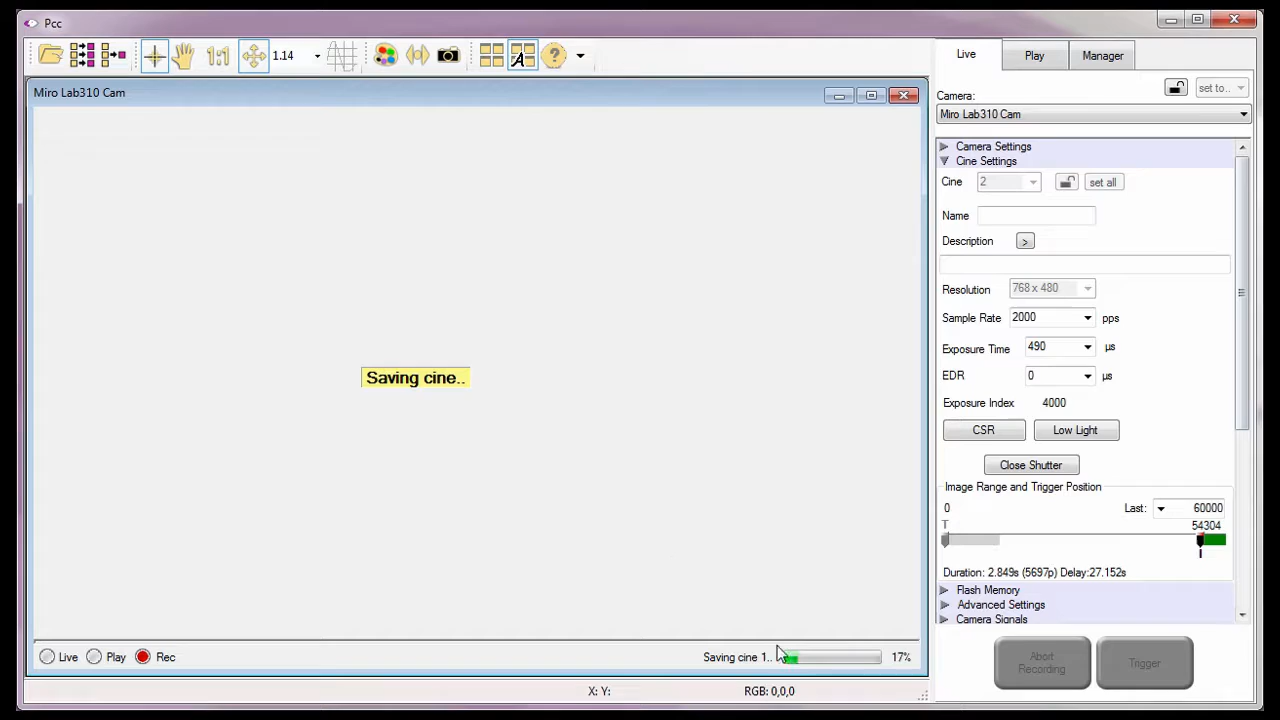 Pcc
1:1
1.14
A
?
Live
Play
Manager
Camera:
set to..
Miro Lab310 Cam
Miro Lab310 Cam
Camera Settings
Cine Settings
Cine
2
set all
Name
Description
>
Resolution
768 x 480
Sample Rate
2000
pps
Exposure Time
490
µs
EDR
0
µs
Exposure Index
4000
CSR
Low Light
Close Shutter
Image Range and Trigger Position
0
Last:
60000
T
54304
I
Duration: 2.849s (5697p) Delay:27.152s
Flash Memory
Advanced Settings
Camera Signals
Saving cine..
Live
Play
Rec
Saving cine 1..
17%
Abort
Recording
Trigger
X: Y:
RGB: 0,0,0